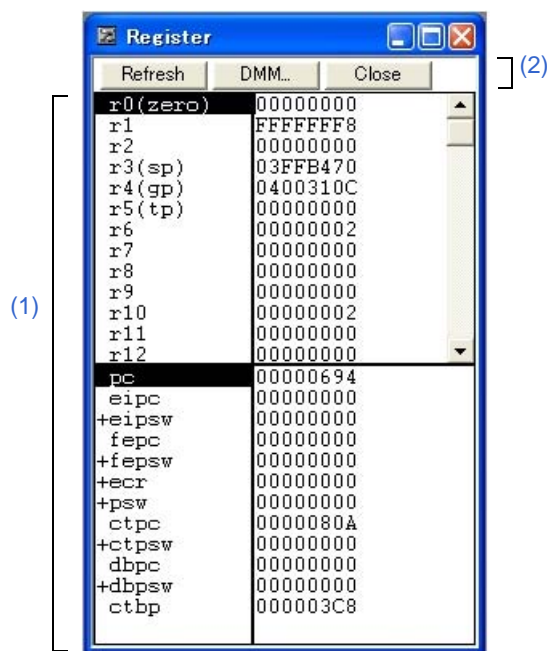 Register
Refresh DMM... Close (2)
(1)
r0(zero) 00000000
r1 FFFFFFF8
r2 00000000
r3(sp) 03FFB470
r4(gp) 0400310C
r5(tp) 00000000
r6 00000002
r7 00000000
r8 00000000
r9 00000000
r10 00000002
r11 00000000
r12 00000000
pc 00000694
eipc 00000000
+eipsw 00000000
fepc 00000000
+fepsw 00000000
+ecr 00000000
+psw 00000000
ctpc 0000080A
+ctpsw 00000000
dbpc 00000000
+dbpsw 00000000
ctbp 000003C8